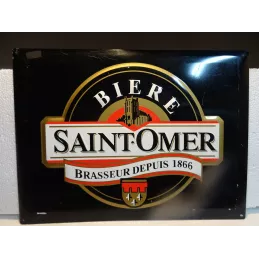 BIERE
SAINT-OMER
BRASSEUR DEPUIS 1866